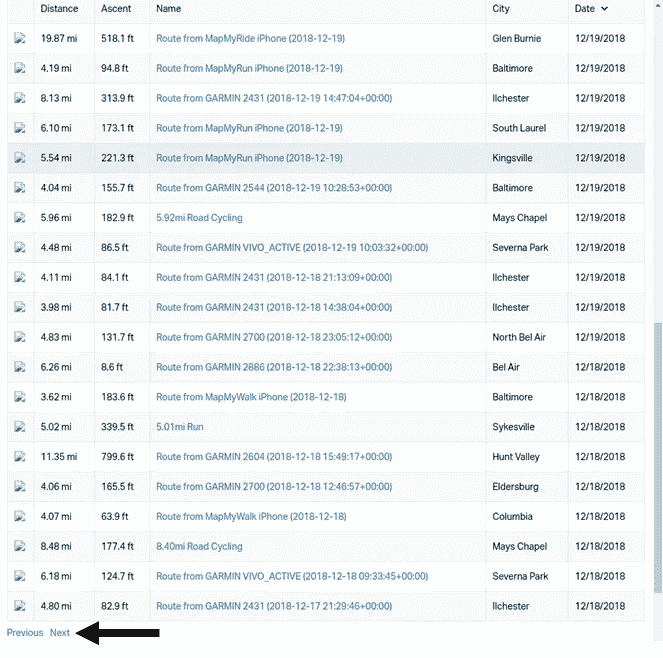 Distance Ascent Name City Date
19.87 mi 518.1 ft Route from MapMyRide iPhone (2018-12-19) Glen Burnie 12/19/2018
4.19 mi 94.8 ft Route from MapMyRun iPhone (2018-12-19) Baltimore 12/19/2018
8.13 mi 313.9 ft Route from GARMIN 2431 (2018-12-19 14:47:04+00:00) Ilchester 12/19/2018
6.10 mi 173.1 ft Route from MapMyRun iPhone (2018-12-19) South Laurel 12/19/2018
5.54 mi 221.3 ft Route from MapMyRun iPhone (2018-12-19) Kingsville 12/19/2018
4.04 mi 155.7 ft Route from GARMIN 2544 (2018-12-19 10:28:53+00:00) Baltimore 12/19/2018
5.96 mi 182.9 ft 5.92mi Road Cycling Mays Chapel 12/19/2018
4.48 mi 86.5 ft Route from GARMIN VIVO_ACTIVE (2018-12-19 10:03:32+00:00) Severna Park 12/19/2018
4.11 mi 84.1 ft Route from GARMIN 2431 (2018-12-18 21:13:09+00:00) Ilchester 12/19/2018
3.98 mi 81.7 ft Route from GARMIN 2431 (2018-12-18 14:38:04+00:00) Ilchester 12/19/2018
4.83 mi 131.7 ft Route from GARMIN 2700 (2018-12-18 23:05:12+00:00) North Bel Air 12/19/2018
6.26 mi 8.6 ft Route from GARMIN 2886 (2018-12-18 22:38:13+00:00) Bel Air 12/18/2018
3.62 mi 183.6 ft Route from MapMyWalk iPhone (2018-12-18) Baltimore 12/18/2018
5.02 mi 339.5 ft 5.01mi Run Sykesville 12/18/2018
11.35 mi 799.6 ft Route from GARMIN 2604 (2018-12-18 15:49:17+00:00) Hunt Valley 12/18/2018
4.06 mi 165.5 ft Route from GARMIN 2700 (2018-12-18 12:46:57+00:00) Eldersburg 12/18/2018
4.07 mi 63.9 ft Route from MapMyWalk iPhone (2018-12-18) Columbia 12/18/2018
8.48 mi 177.4 ft 8.40mi Road Cycling Mays Chapel 12/18/2018
6.18 mi 124.7 ft Route from GARMIN VIVO_ACTIVE (2018-12-18 09:33:45+00:00) Severna Park 12/18/2018
4.80 mi 82.9 ft Route from GARMIN 2431 (2018-12-17 21:29:46+00:00) Ilchester 12/18/2018
Previous Next